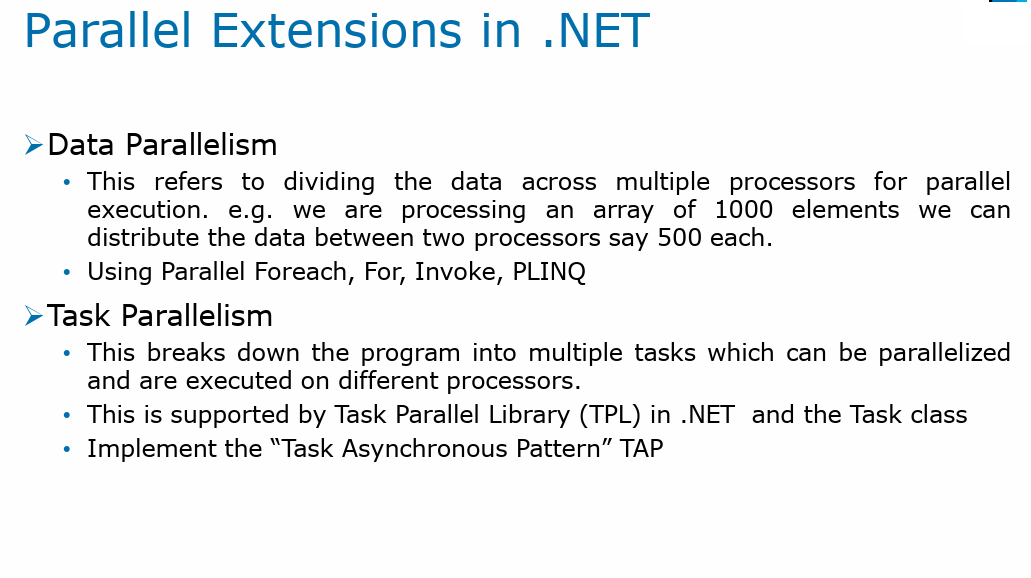 Parallel Extensions in .NET
Data Parallelism
This refers to dividing the data across multiple processors for parallel
execution. e.g. we are processing an array of 1000 elements we can
distribute the data between two processors say 500 each.
Using Parallel Foreach, For, Invoke, PLINQ
Task Parallelism
This breaks down the program into multiple tasks which can be parallelized
and are executed on different processors.
This is supported by Task Parallel Library (TPL) in .NET and the Task class
Implement the “Task Asynchronous Pattern” TAP